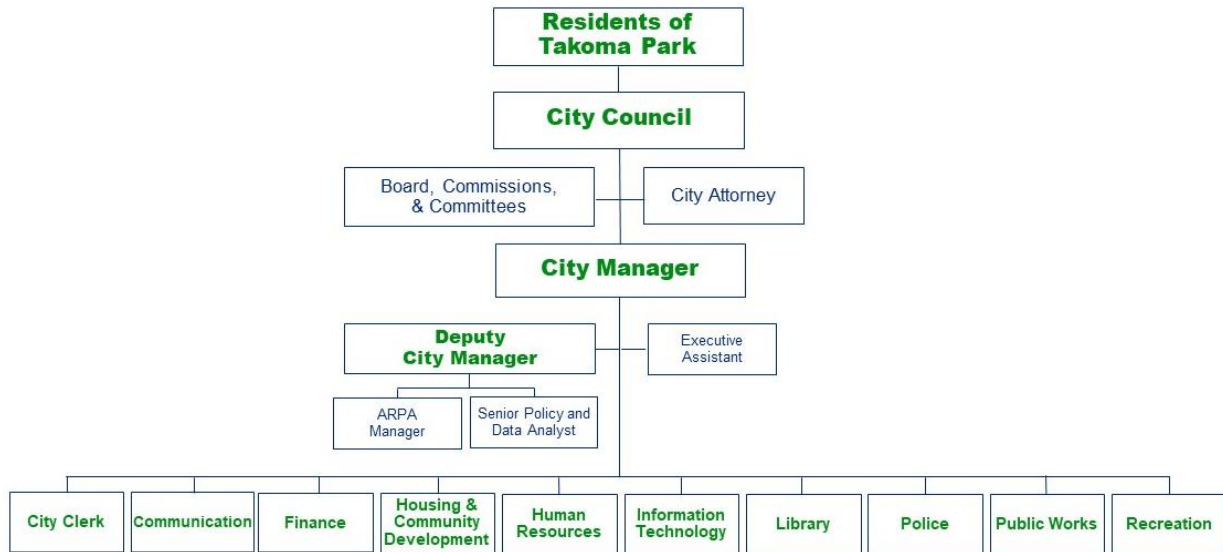 Residents of
Takoma Park
City Council
Board, Commissions,
& Committees
City Attorney
City Manager
Deputy
City Manager
Executive
Assistant
ARPA
Manager
Senior Policy and
Data Analyst
City Clerk
Communication
Finance
Housing &
Community
Development
Human
Resources
Information
Technology
Library
Police
Public Works
Recreation